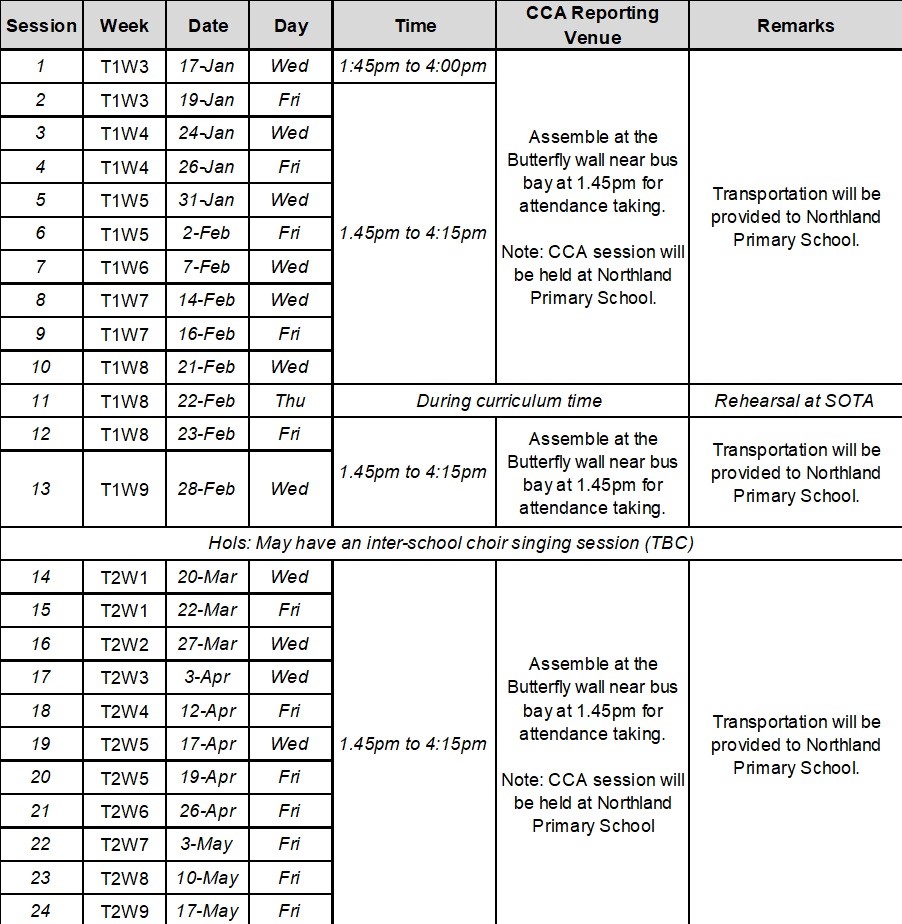 Session Week Date Day Time CCA Reporting Venue Remarks
1 T1W3 17-Jan Wed 1:45pm to 4:00pm
2 T1W3 19-Jan Fri
3 T1W4 24-Jan Wed
4 T1W4 26-Jan Fri
5 T1W5 31-Jan Wed
6 T1W5 2-Feb Fri
7 T1W6 7-Feb Wed
8 T1W7 14-Feb Wed
9 T1W7 16-Feb Fri
10 T1W8 21-Feb Wed
1.45pm to 4:15pm
Assemble at the
Butterfly wall near bus
bay at 1.45pm for
attendance taking.
Note: CCA session will
be held at Northland
Primary School.
Transportation will be
provided to Northland
Primary School.
11 T1W8 22-Feb Thu During curriculum time Rehearsal at SOTA
12 T1W8 23-Feb Fri
13 T1W9 28-Feb Wed
1.45pm to 4:15pm
Assemble at the
Butterfly wall near bus
bay at 1.45pm for
attendance taking.
Transportation will be
provided to Northland
Primary School.
Hols: May have an inter-school choir singing session (TBC)
14 T2W1 20-Mar Wed
15 T2W1 22-Mar Fri
16 T2W2 27-Mar Wed
17 T2W3 3-Apr Wed
18 T2W4 12-Apr Fri
19 T2W5 17-Apr Wed
20 T2W5 19-Apr Fri
21 T2W6 26-Apr Fri
22 T2W7 3-May Fri
23 T2W8 10-May Fri
24 T2W9 17-May Fri
1.45pm to 4:15pm
Assemble at the
Butterfly wall near bus
bay at 1.45pm for
attendance taking.
Note: CCA session will
be held at Northland
Primary School
Transportation will be
provided to Northland
Primary School.